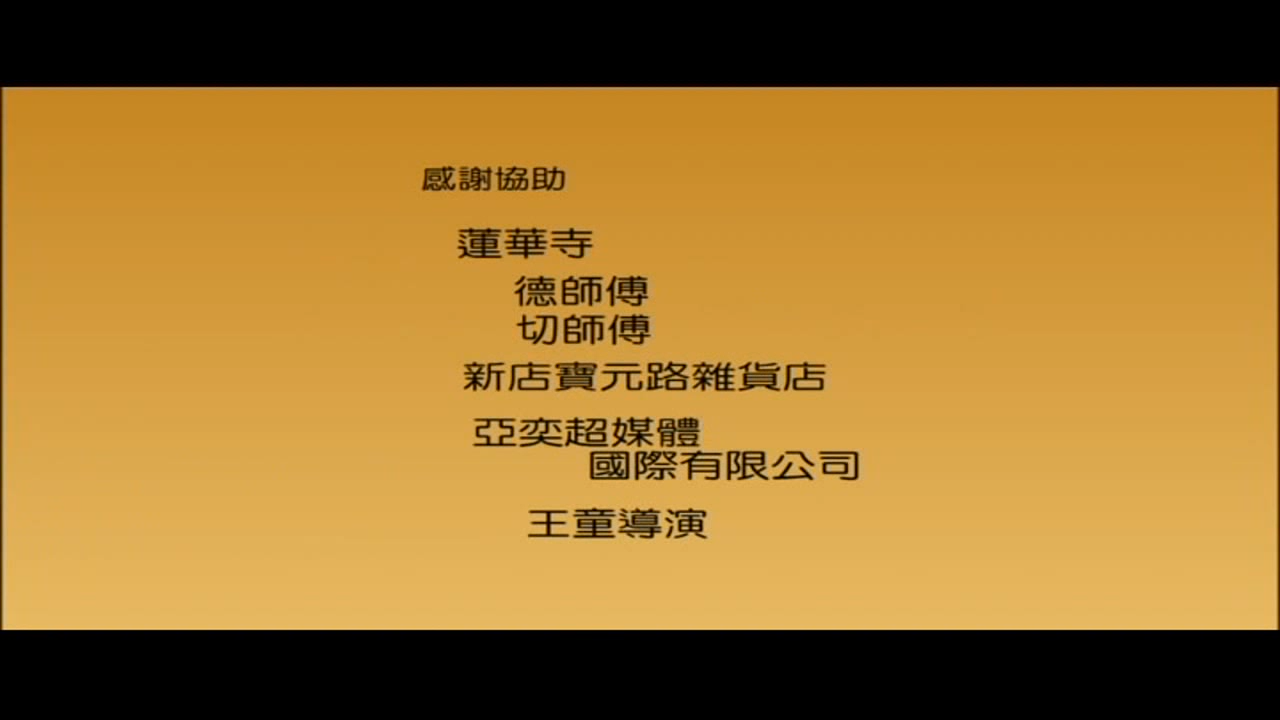 感謝協助
蓮華寺
德師傅
切師傅
新店寶元路雜貨店
亞奕超媒體
國際有限公司
王童導演